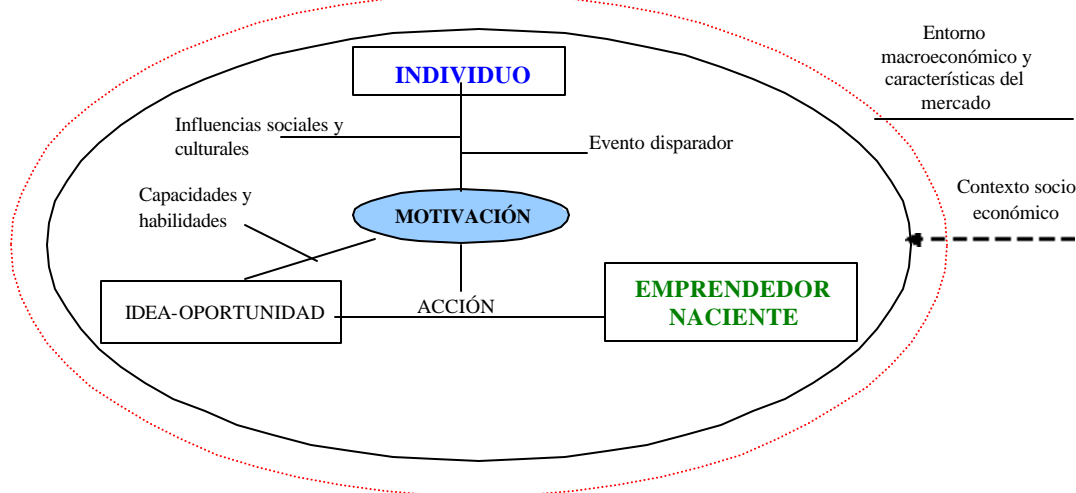 INDIVIDUO
Influencias sociales y
culturales
Evento disparador
Capacidades y
habilidades
MOTIVACIÓN
IDEA-OPORTUNIDAD
ACCIÓN
EMPRENDEDOR
NACIENTE
Entorno
macroeconómico y
características del
mercado
Contexto socio
económico